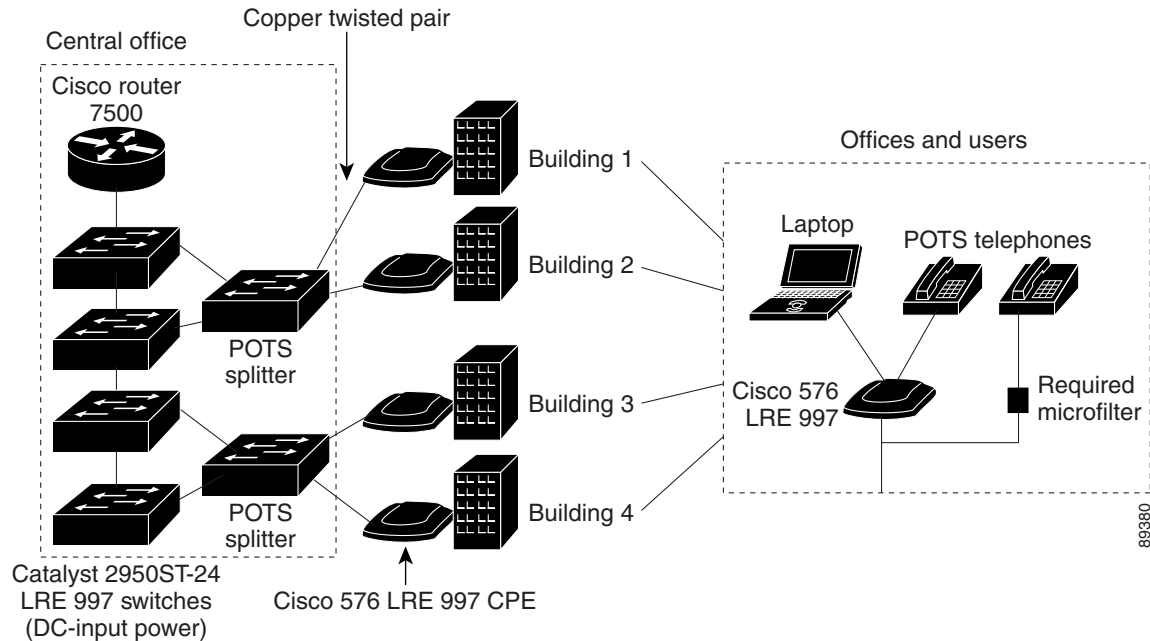 Copper twisted pair
Central office
Cisco router
7500
Building 1
Building 2
Building 3
Building 4
POTS
splitter
POTS
splitter
Catalyst 2950ST-24
LRE 997 switches
(DC-input power)
Cisco 576 LRE 997 CPE
Offices and users
Laptop
POTS telephones
Cisco 576
LRE 997
Required
microfilter
89380